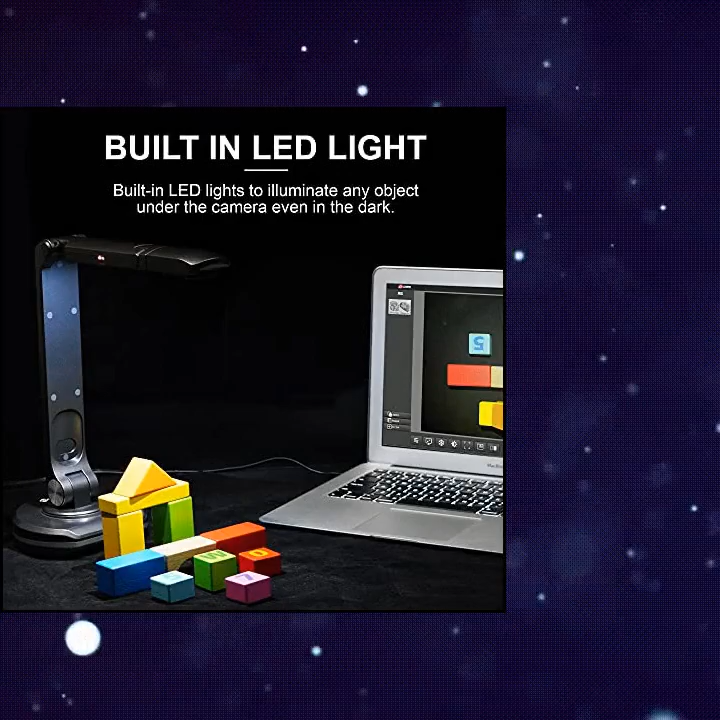 BUILT IN LED LIGHT
Built-in LED lights to illuminate any object
under the camera even in the dark.
5
W